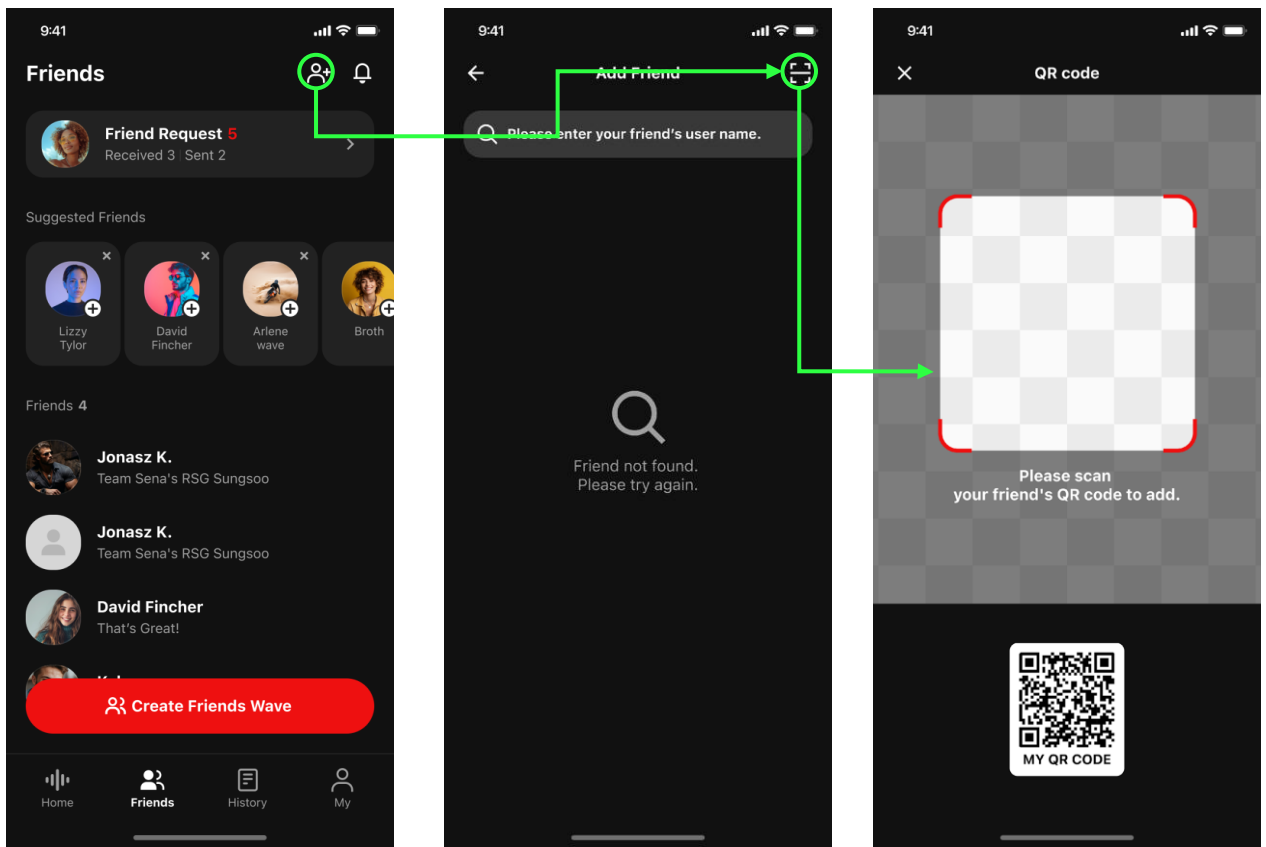 9:41
Friends
Friend Request 5
Received 3 | Sent 2
Suggested Friends
Lizzy
Tylor
David
Fincher
Arlene
wave
Broth
Friends 4
Jonasz K.
Team Sena's RSG Sungsoo
Jonasz K.
Team Sena's RSG Sungsoo
David Fincher
That's Great!
Create Friends Wave
Home
Friends
History
My
9:41
Add Friend
Please enter your friend's user name.
Friend not found.
Please try again.
9:41
QR code
Please scan
your friend's QR code to add.
MY QR CODE